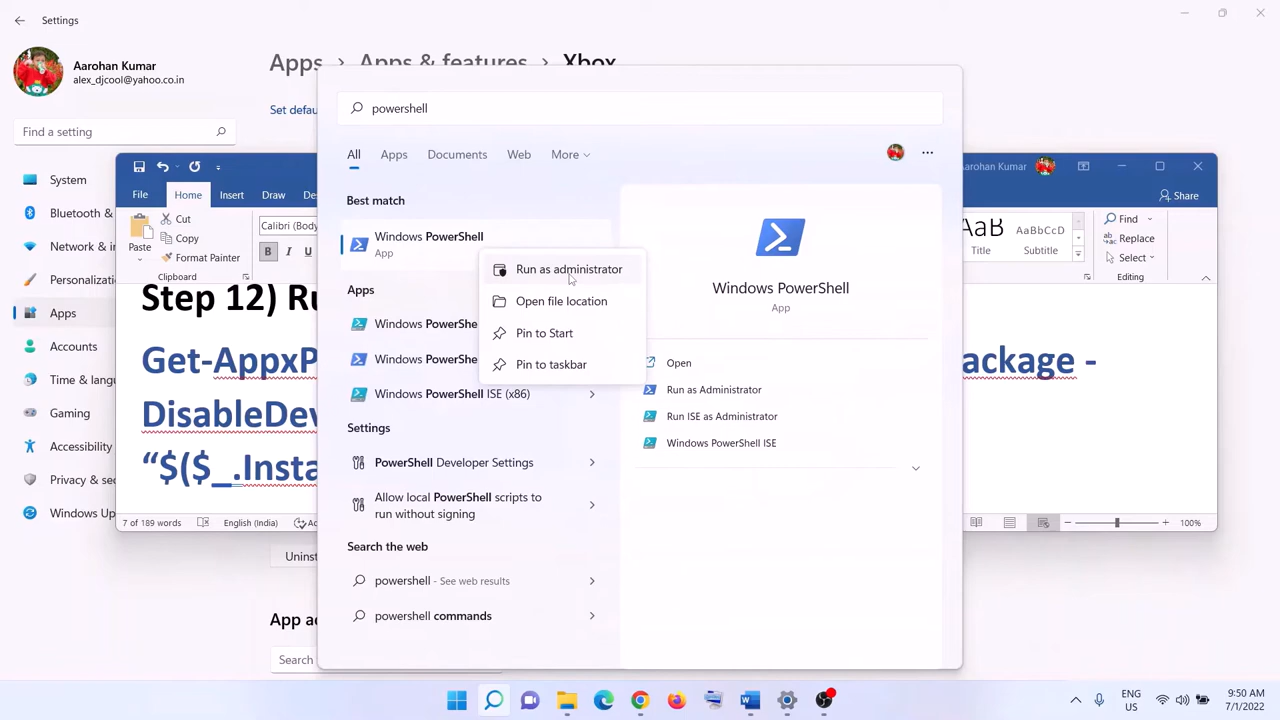 Settings
Aarohan Kumar
alex_djcool@yahoo.co.in
Find a setting
System
Bluetooth &
Network & in
Personalizati
Apps
Accounts
Time & langu
Gaming
Accessibility
Privacy & sec
Windows Up
Apps > Apps & features > Xbox
Set defau
Aarohan Kumar
File Home Insert Draw Des
Share
Paste
Cut
Copy
Format Painter
Clipboard
Calibri (Body
B I U
AaB AaBbCcD
Title Subtitle
Find
Replace
Select
Editing
Step 12) Ru
Get-AppxP ackage -
DisableDev
“$($_.Insta
7 of 189 words English (India)
100%
Uninst
App ad
Search
powershell
All Apps Documents Web More
Best match
Windows PowerShell
App
Apps
Windows PowerShe
Windows PowerShe
Windows PowerShell ISE (x86)
Settings
PowerShell Developer Settings
Allow local PowerShell scripts to
run without signing
Search the web
powershell - See web results
powershell commands
Run as administrator
Open file location
Pin to Start
Pin to taskbar
Windows PowerShell
App
Open
Run as Administrator
Run ISE as Administrator
Windows PowerShell ISE
ENG
US
9:50 AM
7/1/2022